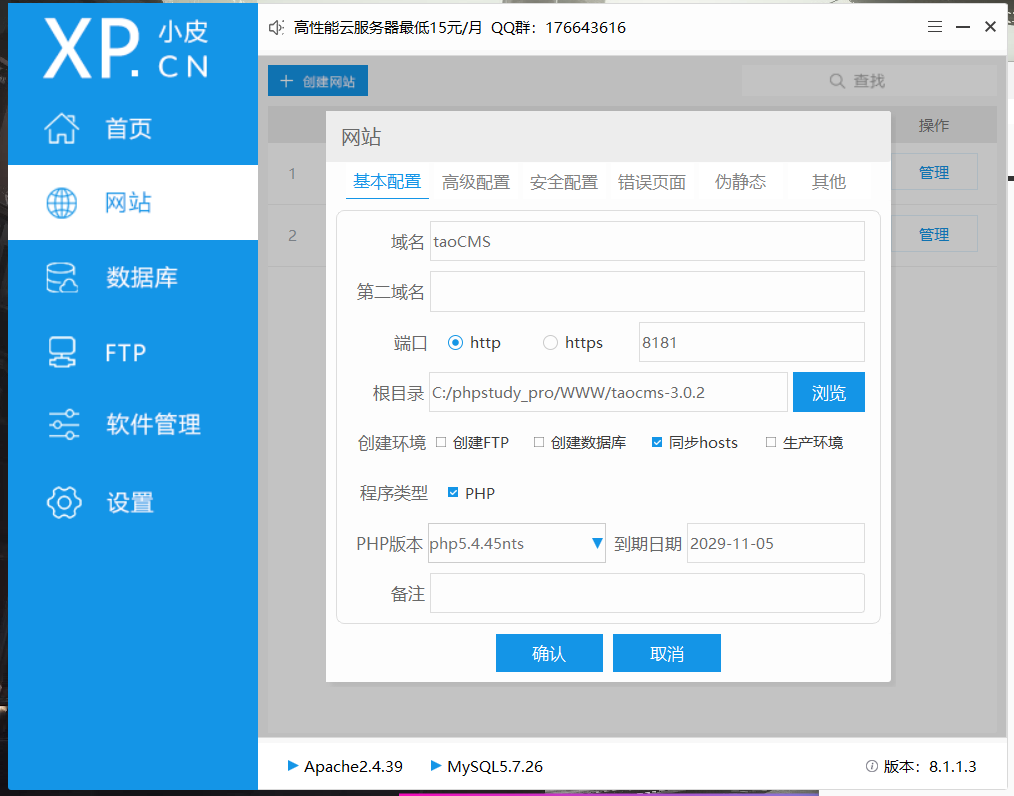 XP.小皮CN
高性能云服务器最低15元/月 QQ群：176643616
首页
网站
数据库
FTP
软件管理
设置
创建网站
查找
操作
1
管理
2
管理
网站
基本配置 高级配置 安全配置 错误页面 伪静态 其他
域名 taoCMS
第二域名
端口 http https 8181
根目录 C:/phpstudy_pro/WWW/taocms-3.0.2 浏览
创建环境 创建FTP 创建数据库 同步hosts 生产环境
程序类型 PHP
PHP版本 php5.4.45nts 到期日期 2029-11-05
备注
确认 取消
Apache2.4.39 MySQL5.7.26 版本：8.1.1.3